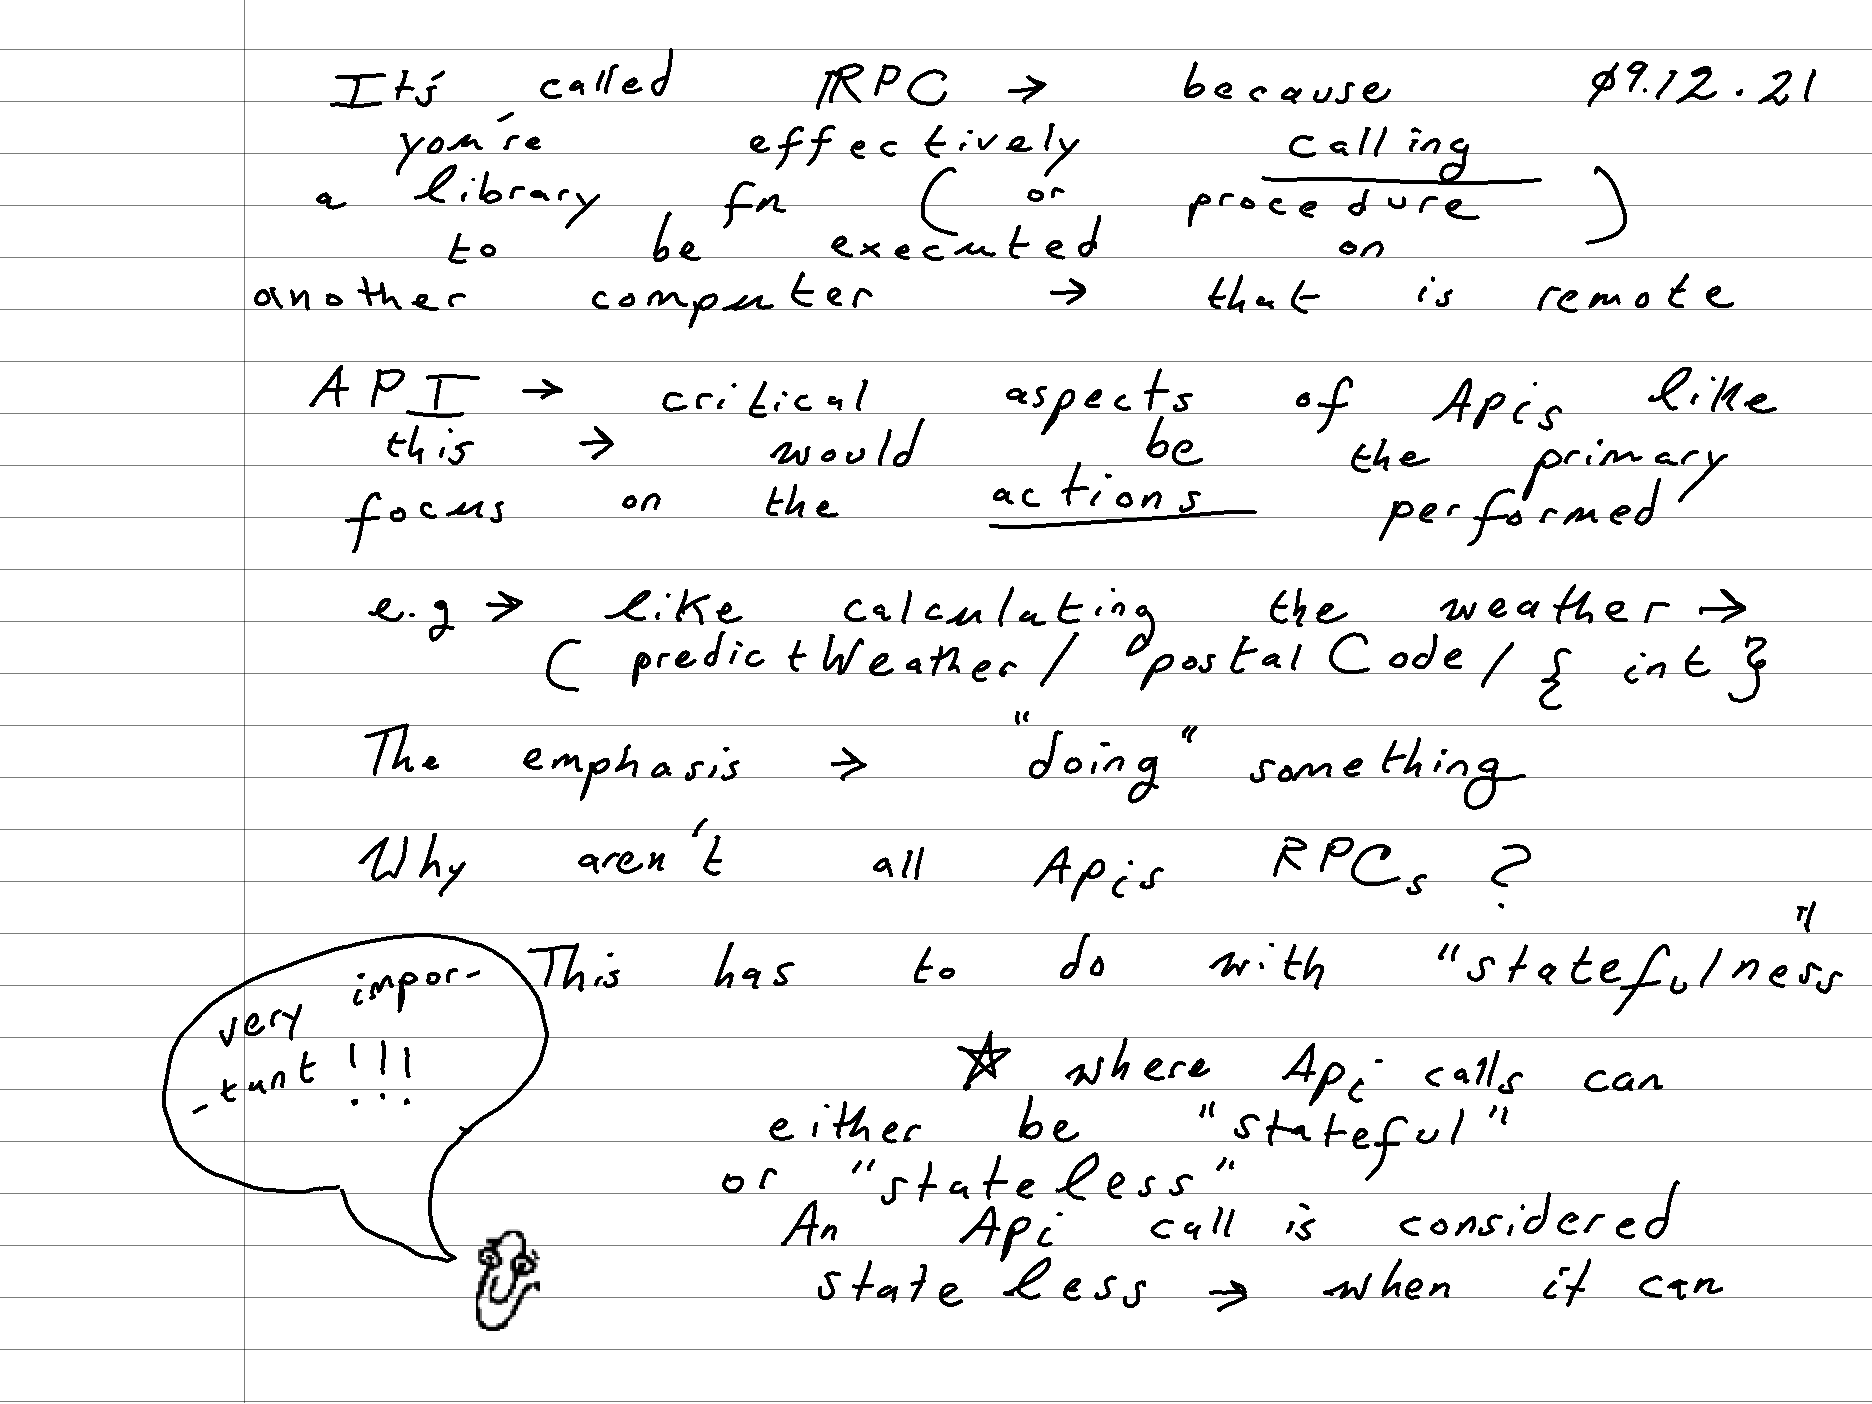 It's called RPC → because ø9.12.21
you're effectively calling
a library fn ( or procedure )
to be executed on
another computer → that is remote
API → critical aspects of Apis like
this → would be the primary
focus on the actions performed
e.g → like calculating the weather →
( predictWeather / postalCode / { int }
The emphasis → "doing" something
Why aren't all Apis RPCs ?
This has to do with "statefulness"
very impor-
-tant !!!
☆ where Api calls can
either be "stateful"
or "stateless"
An Api call is considered
stateless → when it can